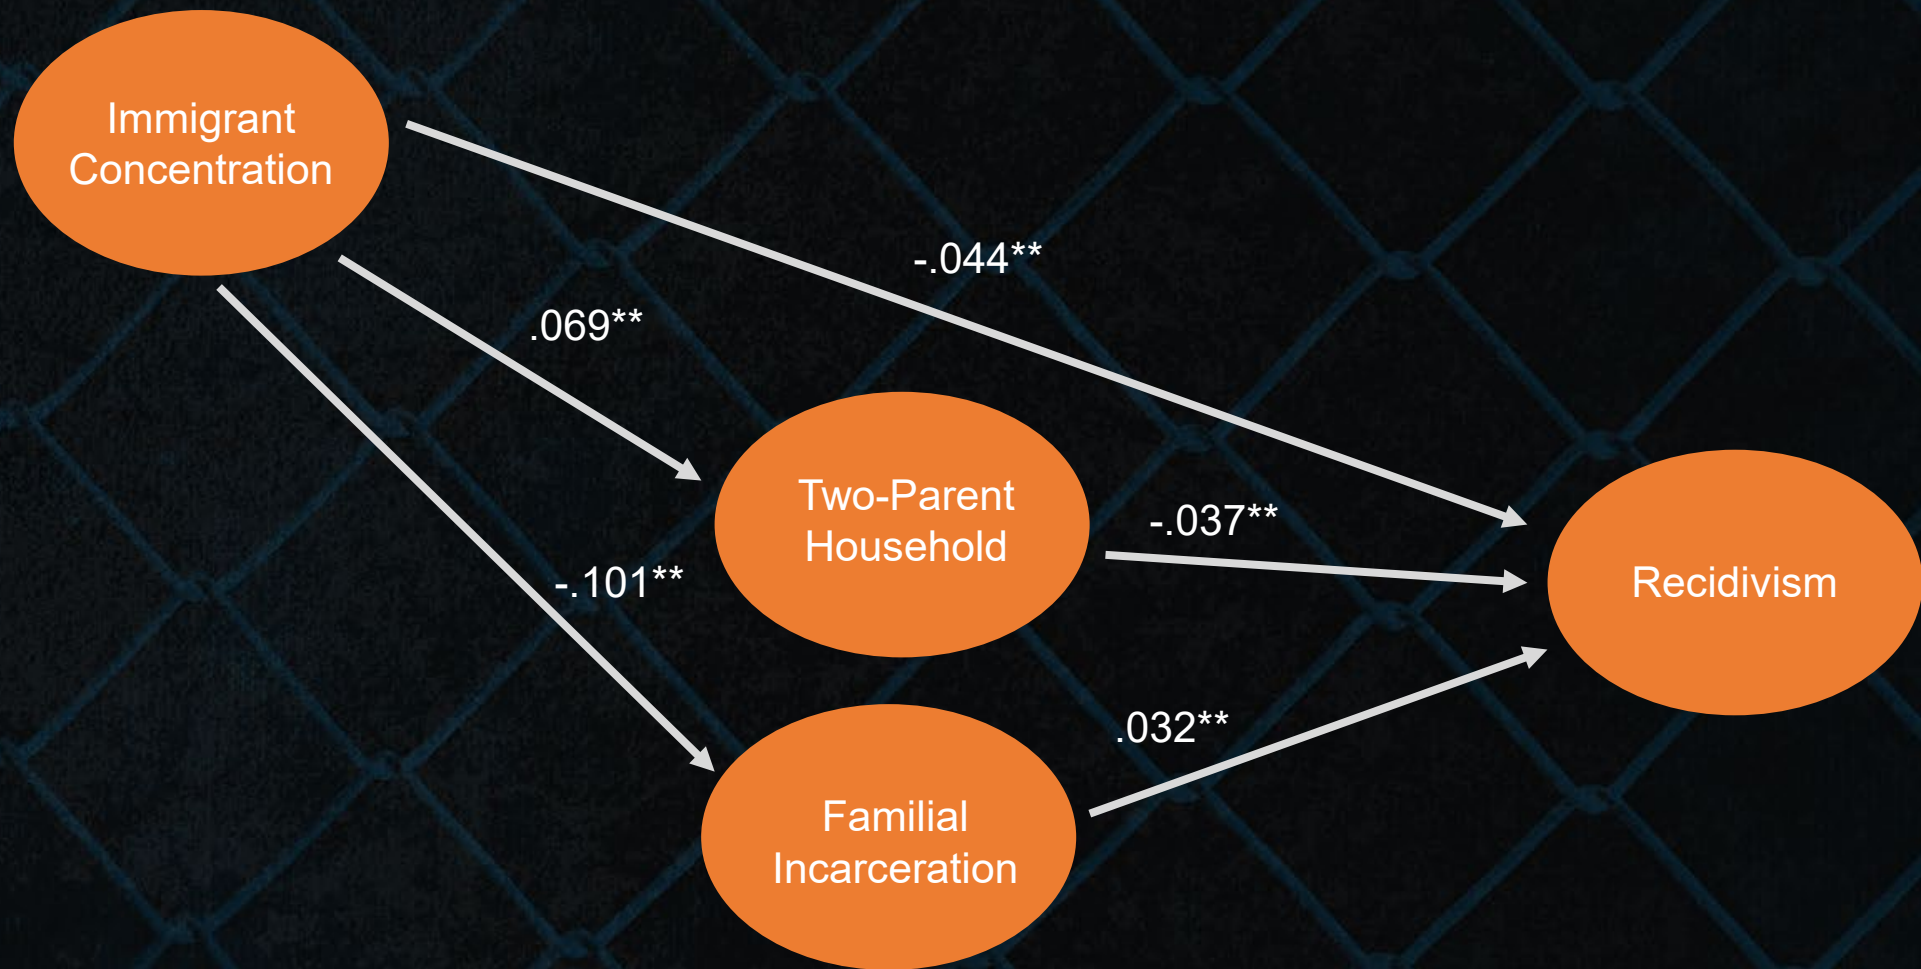 Immigrant
Concentration
-.044**
.069**
Two-Parent
Household
-.037**
Recidivism
-.101**
.032**
Familial
Incarceration